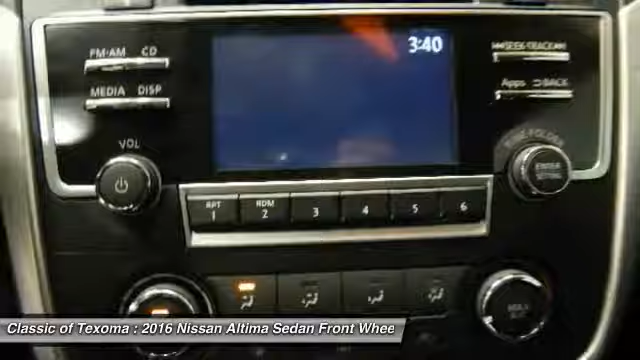 3:40
FM·AM CD
SEEK·TRACK
MEDIA DISP
Apps BACK
VOL
ENTER
RPT RDM
1 2 3 4 5 6
Classic of Texoma : 2016 Nissan Altima Sedan Front Whee